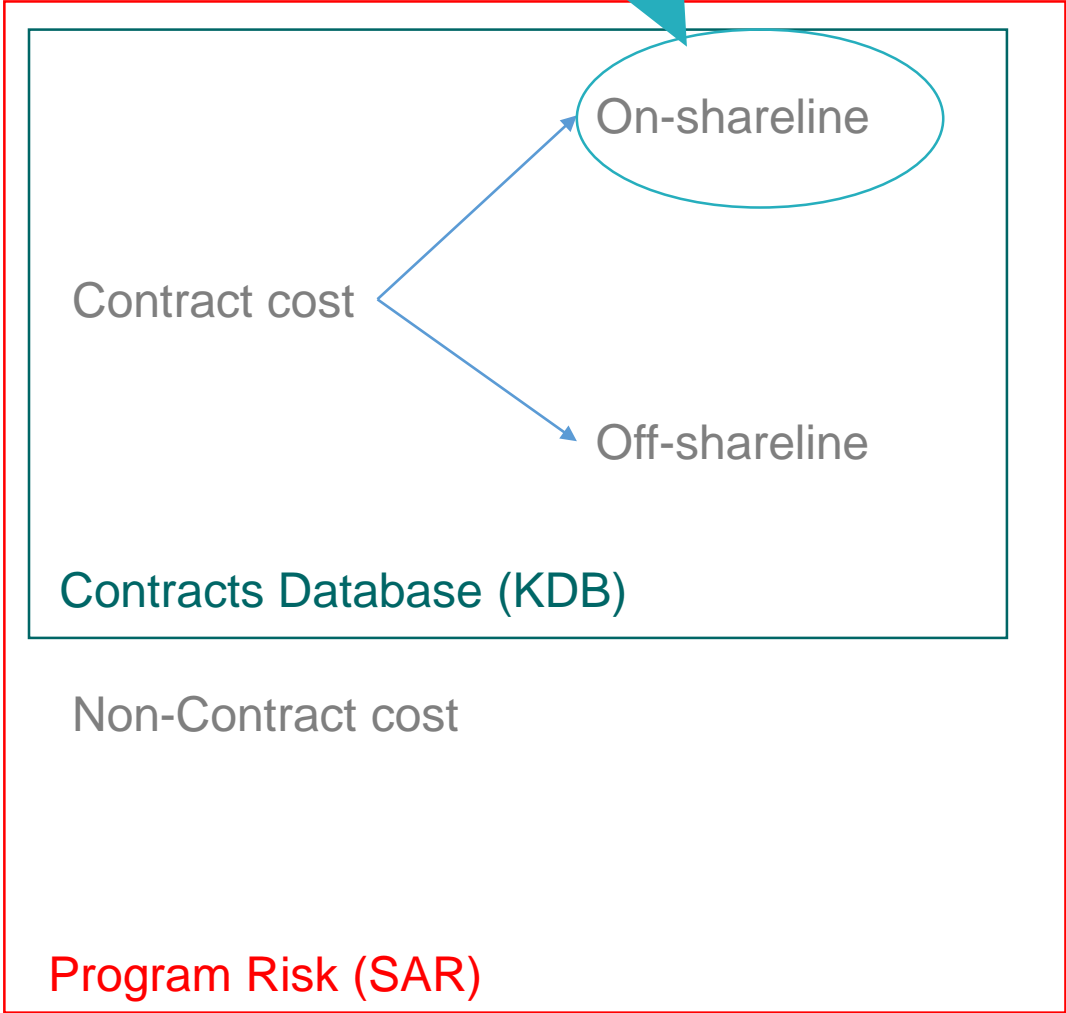 On-shareline
Contract cost
Off-shareline
Contracts Database (KDB)
Non-Contract cost
Program Risk (SAR)